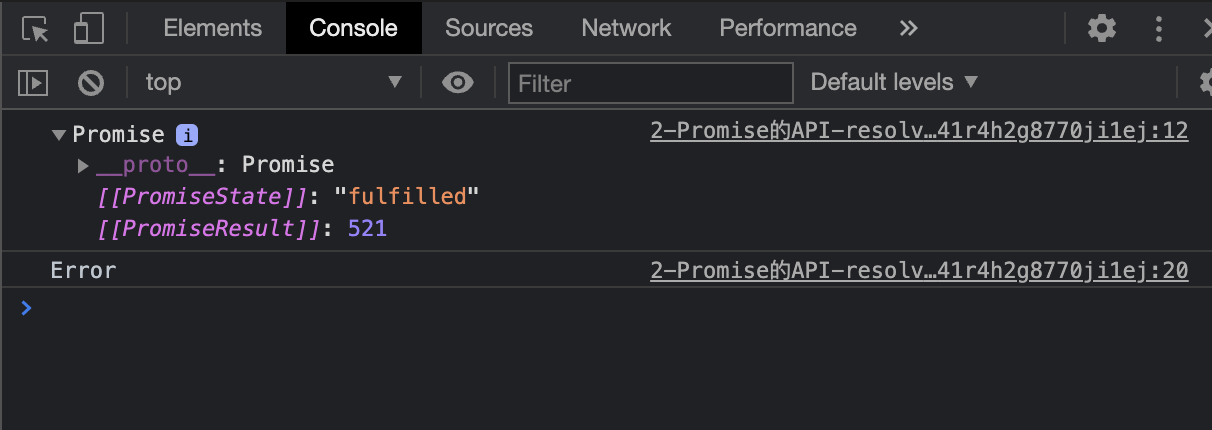 Elements Console Sources Network Performance »
top ▼ Filter Default levels ▼
▼ Promise i 2-Promise的API-resolv…41r4h2g8770ji1ej:12
▶ __proto__: Promise
[[PromiseState]]: "fulfilled"
[[PromiseResult]]: 521
Error 2-Promise的API-resolv…41r4h2g8770ji1ej:20
>